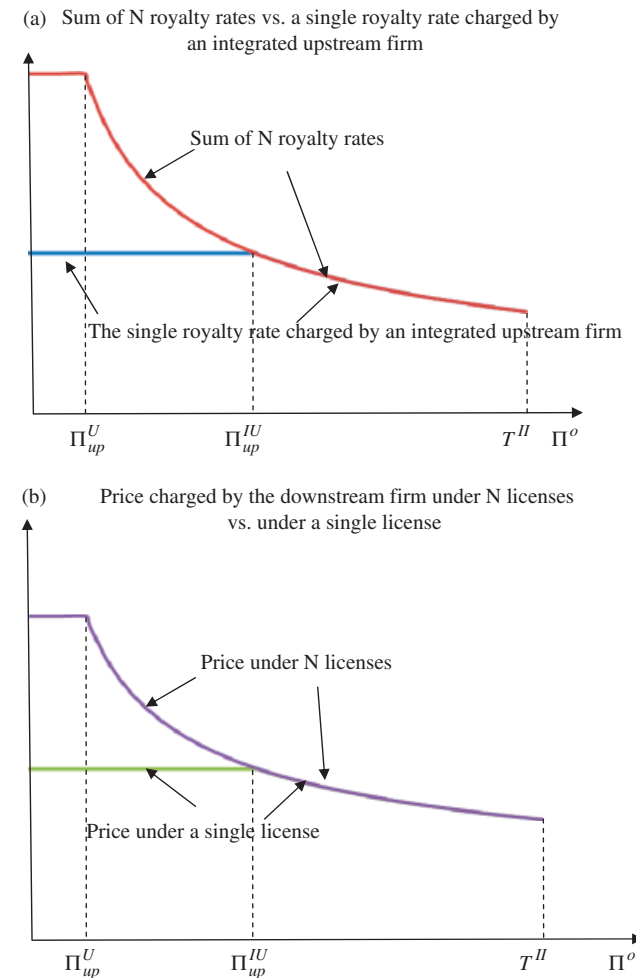 (a) Sum of N royalty rates vs. a single royalty rate charged by
an integrated upstream firm
Sum of N royalty rates
The single royalty rate charged by an integrated upstream firm
Π^U_up Π^IU_up T^II Π^o
(b) Price charged by the downstream firm under N licenses
vs. under a single license
Price under N licenses
Price under a single license
Π^U_up Π^IU_up T^II Π^o